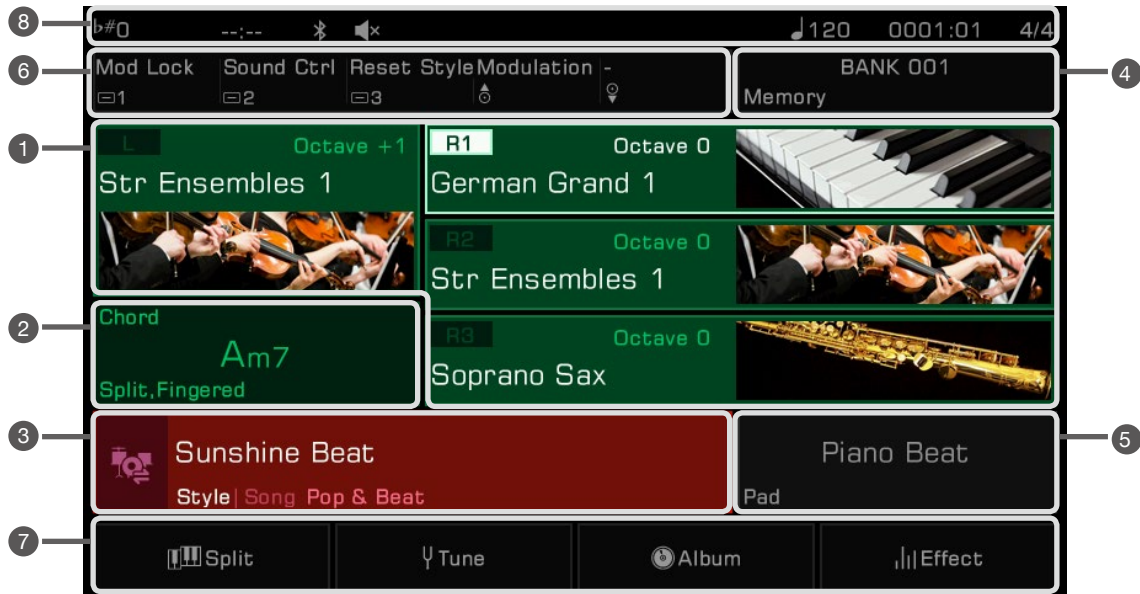 8
♭#0 --:-- ♩120 0001:01 4/4
6
Mod Lock Sound Ctrl Reset Style Modulation -
1 2 3
BANK 001
Memory
4
1
L Octave +1
Str Ensembles 1
R1 Octave 0
German Grand 1
R2 Octave 0
Str Ensembles 1
R3 Octave 0
Soprano Sax
2
Chord
Am7
Split,Fingered
3
Sunshine Beat
Style | Song Pop & Beat
Piano Beat
Pad
5
7
Split Tune Album Effect